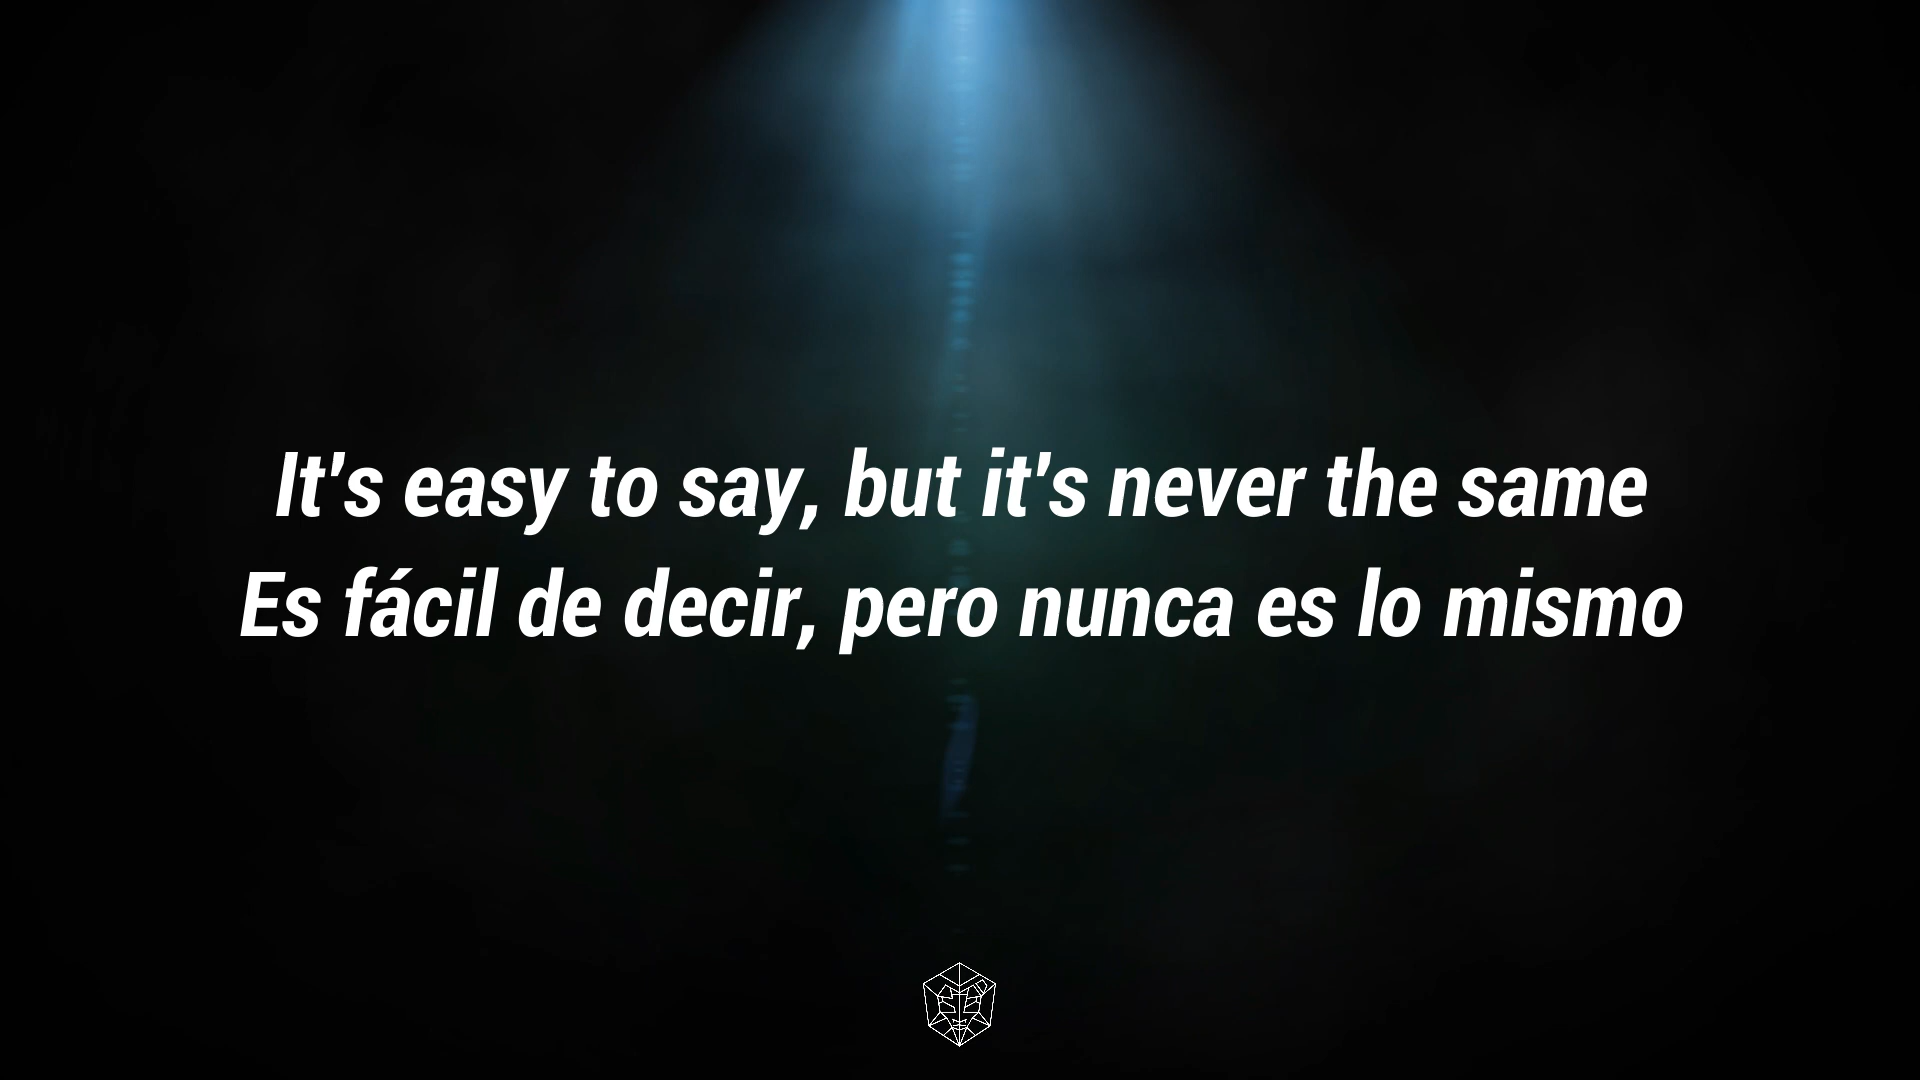 It's easy to say, but it's never the same
Es fácil de decir, pero nunca es lo mismo